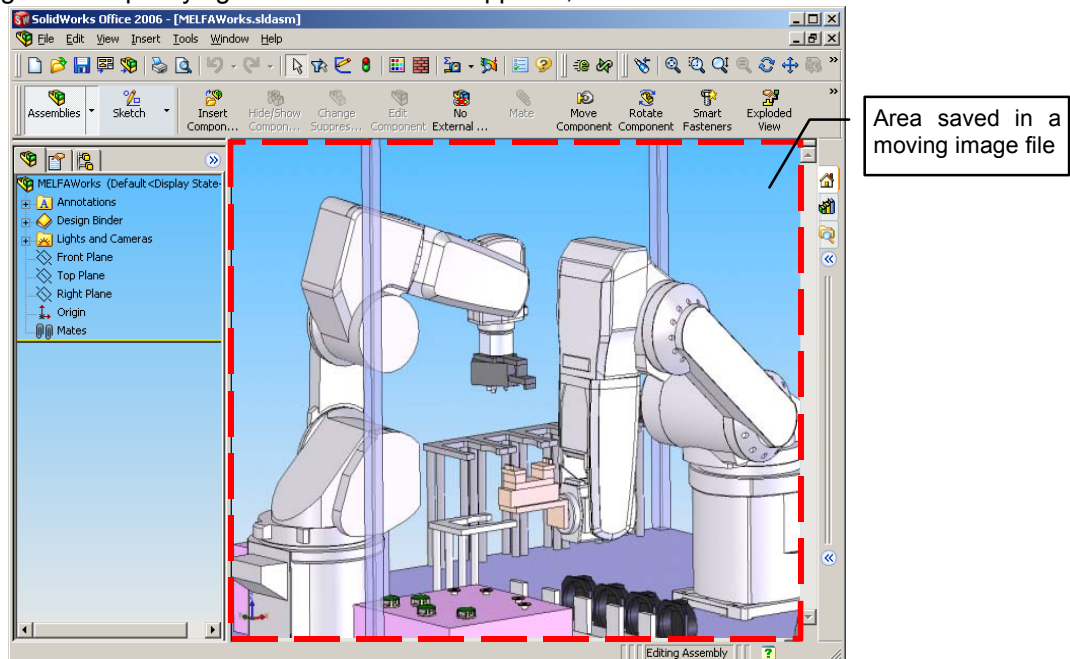 SolidWorks Office 2006 - [MELFAWorks.sldasm]
File Edit View Insert Tools Window Help
Assemblies Sketch Insert Compon... Hide/Show Compon... Change Suppres... Edit Component No External ... Mate Move Component Rotate Component Smart Fasteners Exploded View
Area saved in a
moving image file
MELFAWorks (Default<Display State-
Annotations
Design Binder
Lights and Cameras
Front Plane
Top Plane
Right Plane
Origin
Mates
Editing Assembly